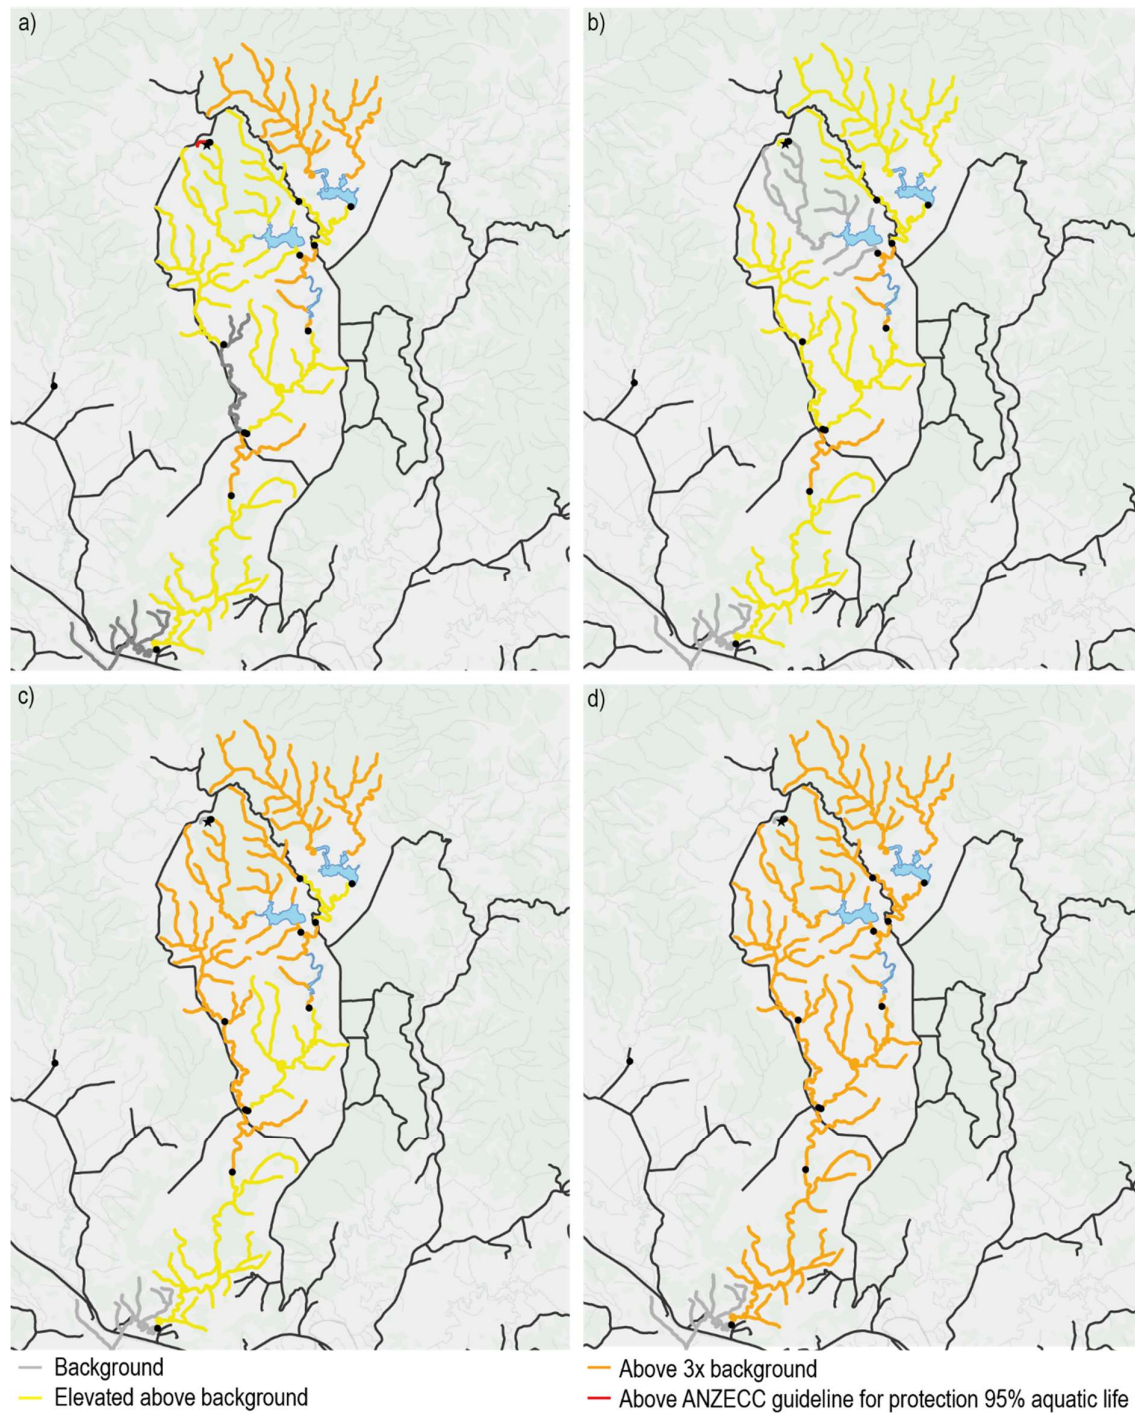 a)
b)
c)
d)
Background
Elevated above background
Above 3x background
Above ANZECC guideline for protection 95% aquatic life